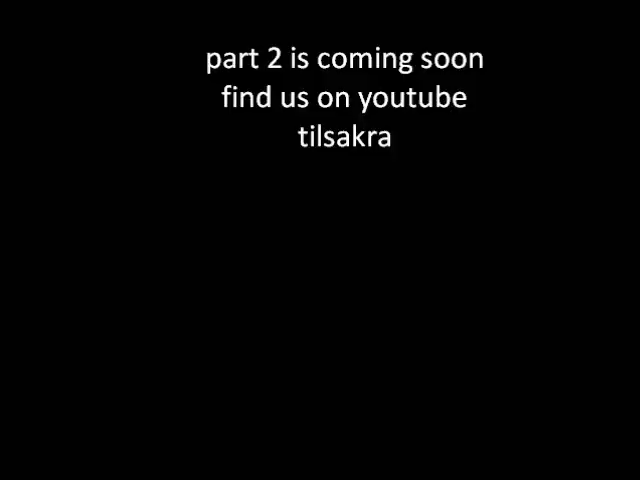 part 2 is coming soon
find us on youtube
tilsakra